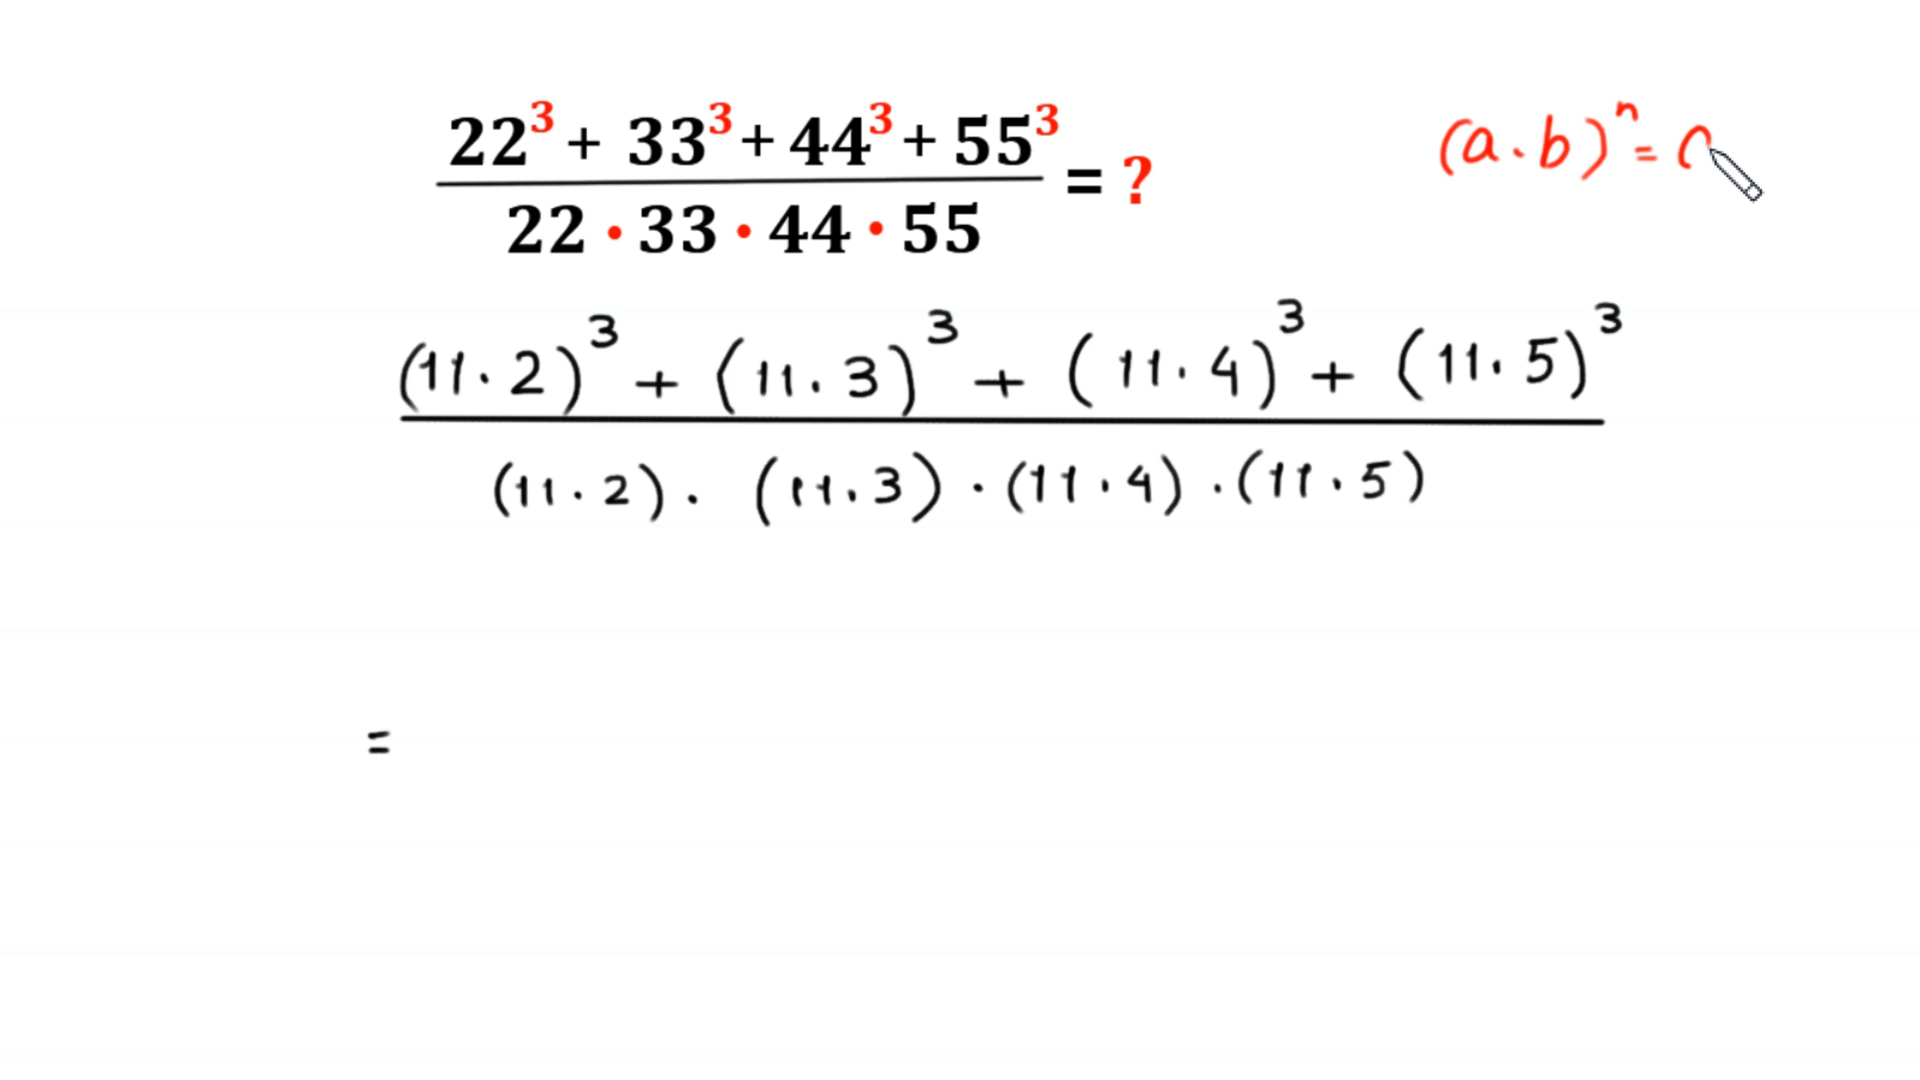 22³ + 33³ + 44³ + 55³
22 · 33 · 44 · 55
= ?
(a · b)ⁿ =
(11 · 2)³ + (11 · 3)³ + (11 · 4)³ + (11 · 5)³
(11 · 2) · (11 · 3) · (11 · 4) · (11 · 5)
=